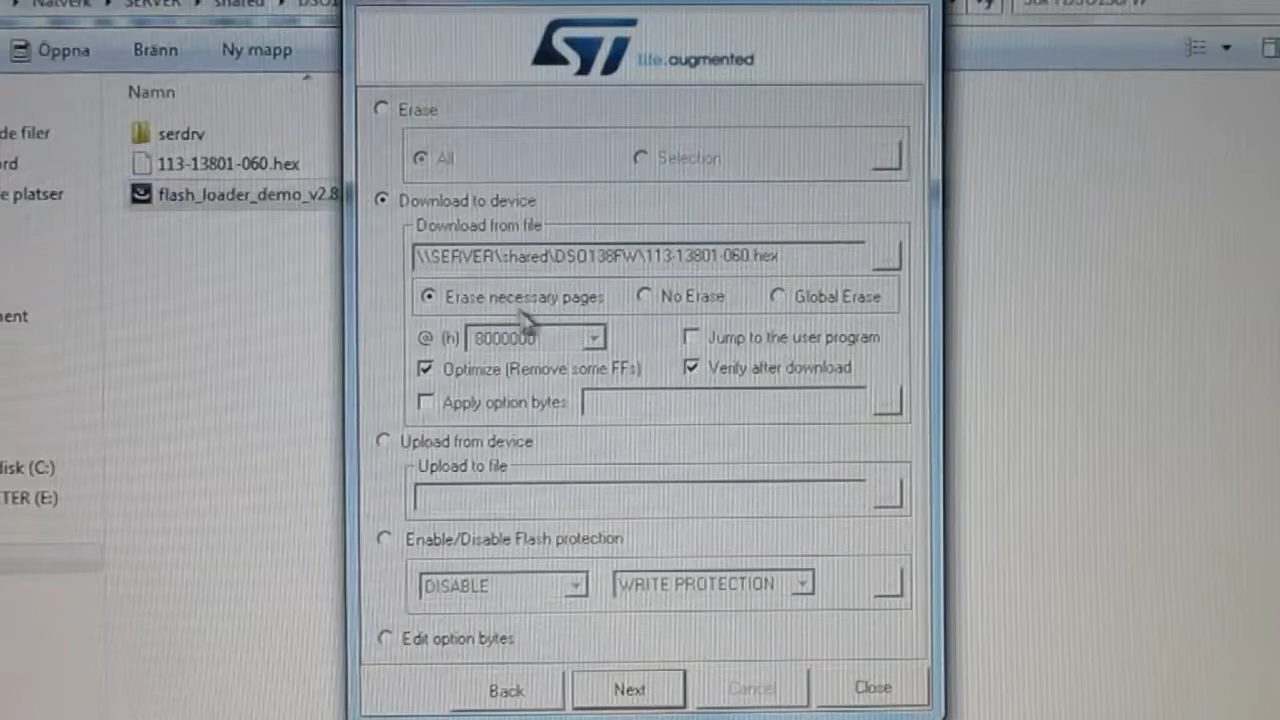 Nätverk SERVER shared
Öppna Bränn Ny mapp
Namn
de filer
serdrv
113-13801-060.hex
e platser
flash_loader_demo_v2.8
disk (C:)
TER (E:)
ST life.augmented
Erase
All Selection
Download to device
Download from file
\\SERVER\shared\DSO138FW\113-13801-060.hex
Erase necessary pages No Erase Global Erase
@ (h) 8000000 Jump to the user program
Optimize (Remove some FFs) Verify after download
Apply option bytes
Upload from device
Upload to file
Enable/Disable Flash protection
DISABLE WRITE PROTECTION
Edit option bytes
Back Next Cancel Close